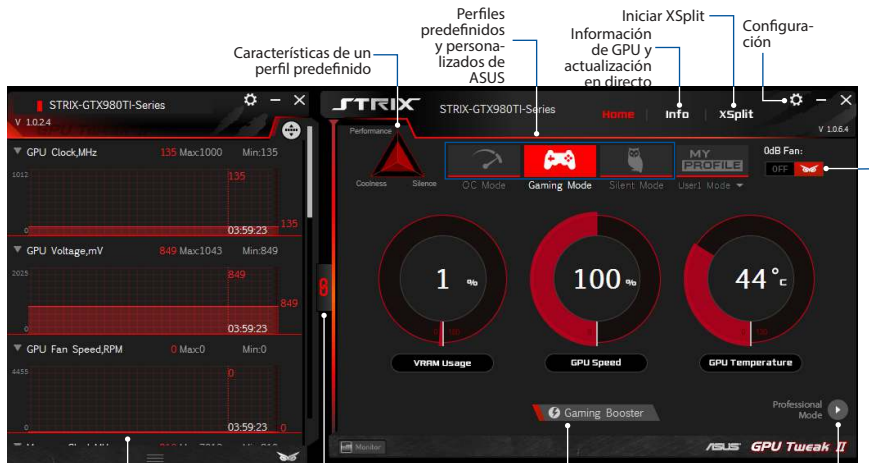 Características de un
perfil predefinido
Perfiles
predefinidos
y persona-
lizados de
ASUS
Información
de GPU y
actualización
en directo
Iniciar XSplit
Configura-
ción
STRIX-GTX980TI-Series
V 1.0.2.4
GPU Clock,MHz 135 Max:1000 Min:135
1012
135
135
0
03:59:23
GPU Voltage,mV 849 Max:1043 Min:849
2025
849
849
0
03:59:23
GPU Fan Speed,RPM 0 Max:0 Min:0
4455
0
0
03:59:23
0
STRIX
STRIX-GTX980TI-Series
Home
Info
XSplit
V 1.0.6.4
Performance
Coolness
Silence
OC Mode
Gaming Mode
Silent Mode
MY
PROFILE
User1 Mode
0dB Fan:
OFF
1 %
0 100
VRAM Usage
100 %
0
GPU Speed
44 °c
0 100
GPU Temperature
Gaming Booster
Professional
Mode
Monitor
ASUS GPU Tweak II